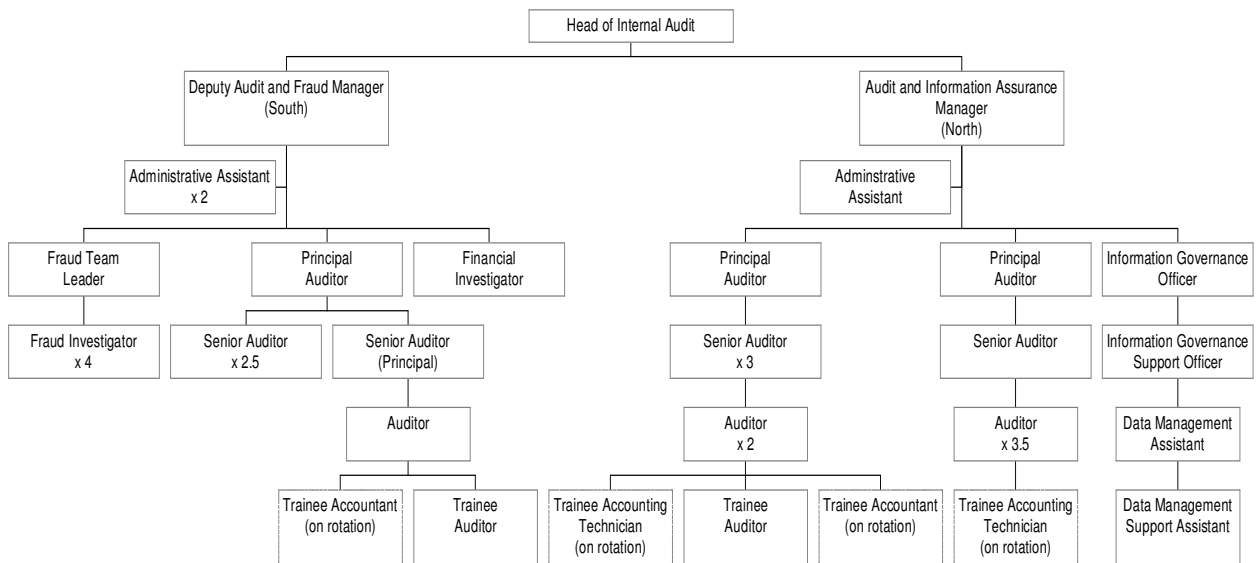 Head of Internal Audit
Deputy Audit and Fraud Manager
(South)
Audit and Information Assurance
Manager
(North)
Administrative Assistant
x 2
Adminstrative
Assistant
Fraud Team
Leader
Principal
Auditor
Financial
Investigator
Principal
Auditor
Principal
Auditor
Information Governance
Officer
Fraud Investigator
x 4
Senior Auditor
x 2.5
Senior Auditor
(Principal)
Senior Auditor
x 3
Senior Auditor
Information Governance
Support Officer
Auditor
Auditor
x 2
Auditor
x 3.5
Data Management
Assistant
Trainee Accountant
(on rotation)
Trainee
Auditor
Trainee Accounting
Technician
(on rotation)
Trainee
Auditor
Trainee Accountant
(on rotation)
Trainee Accounting
Technician
(on rotation)
Data Management
Support Assistant